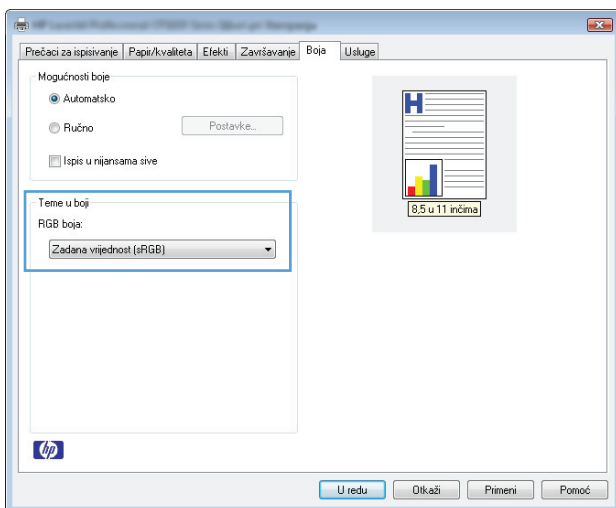 Prečaci za ispisivanje Papir/kvaliteta Efekti Završavanje Boja Usluge
Mogućnosti boje
Automatsko
Ručno Postavke...
Ispis u nijansama sive
H
8,5 u 11 inčima
Teme u boji
RGB boja:
Zadana vrijednost (sRGB)
hp
U redu Otkaži Primeni Pomoć